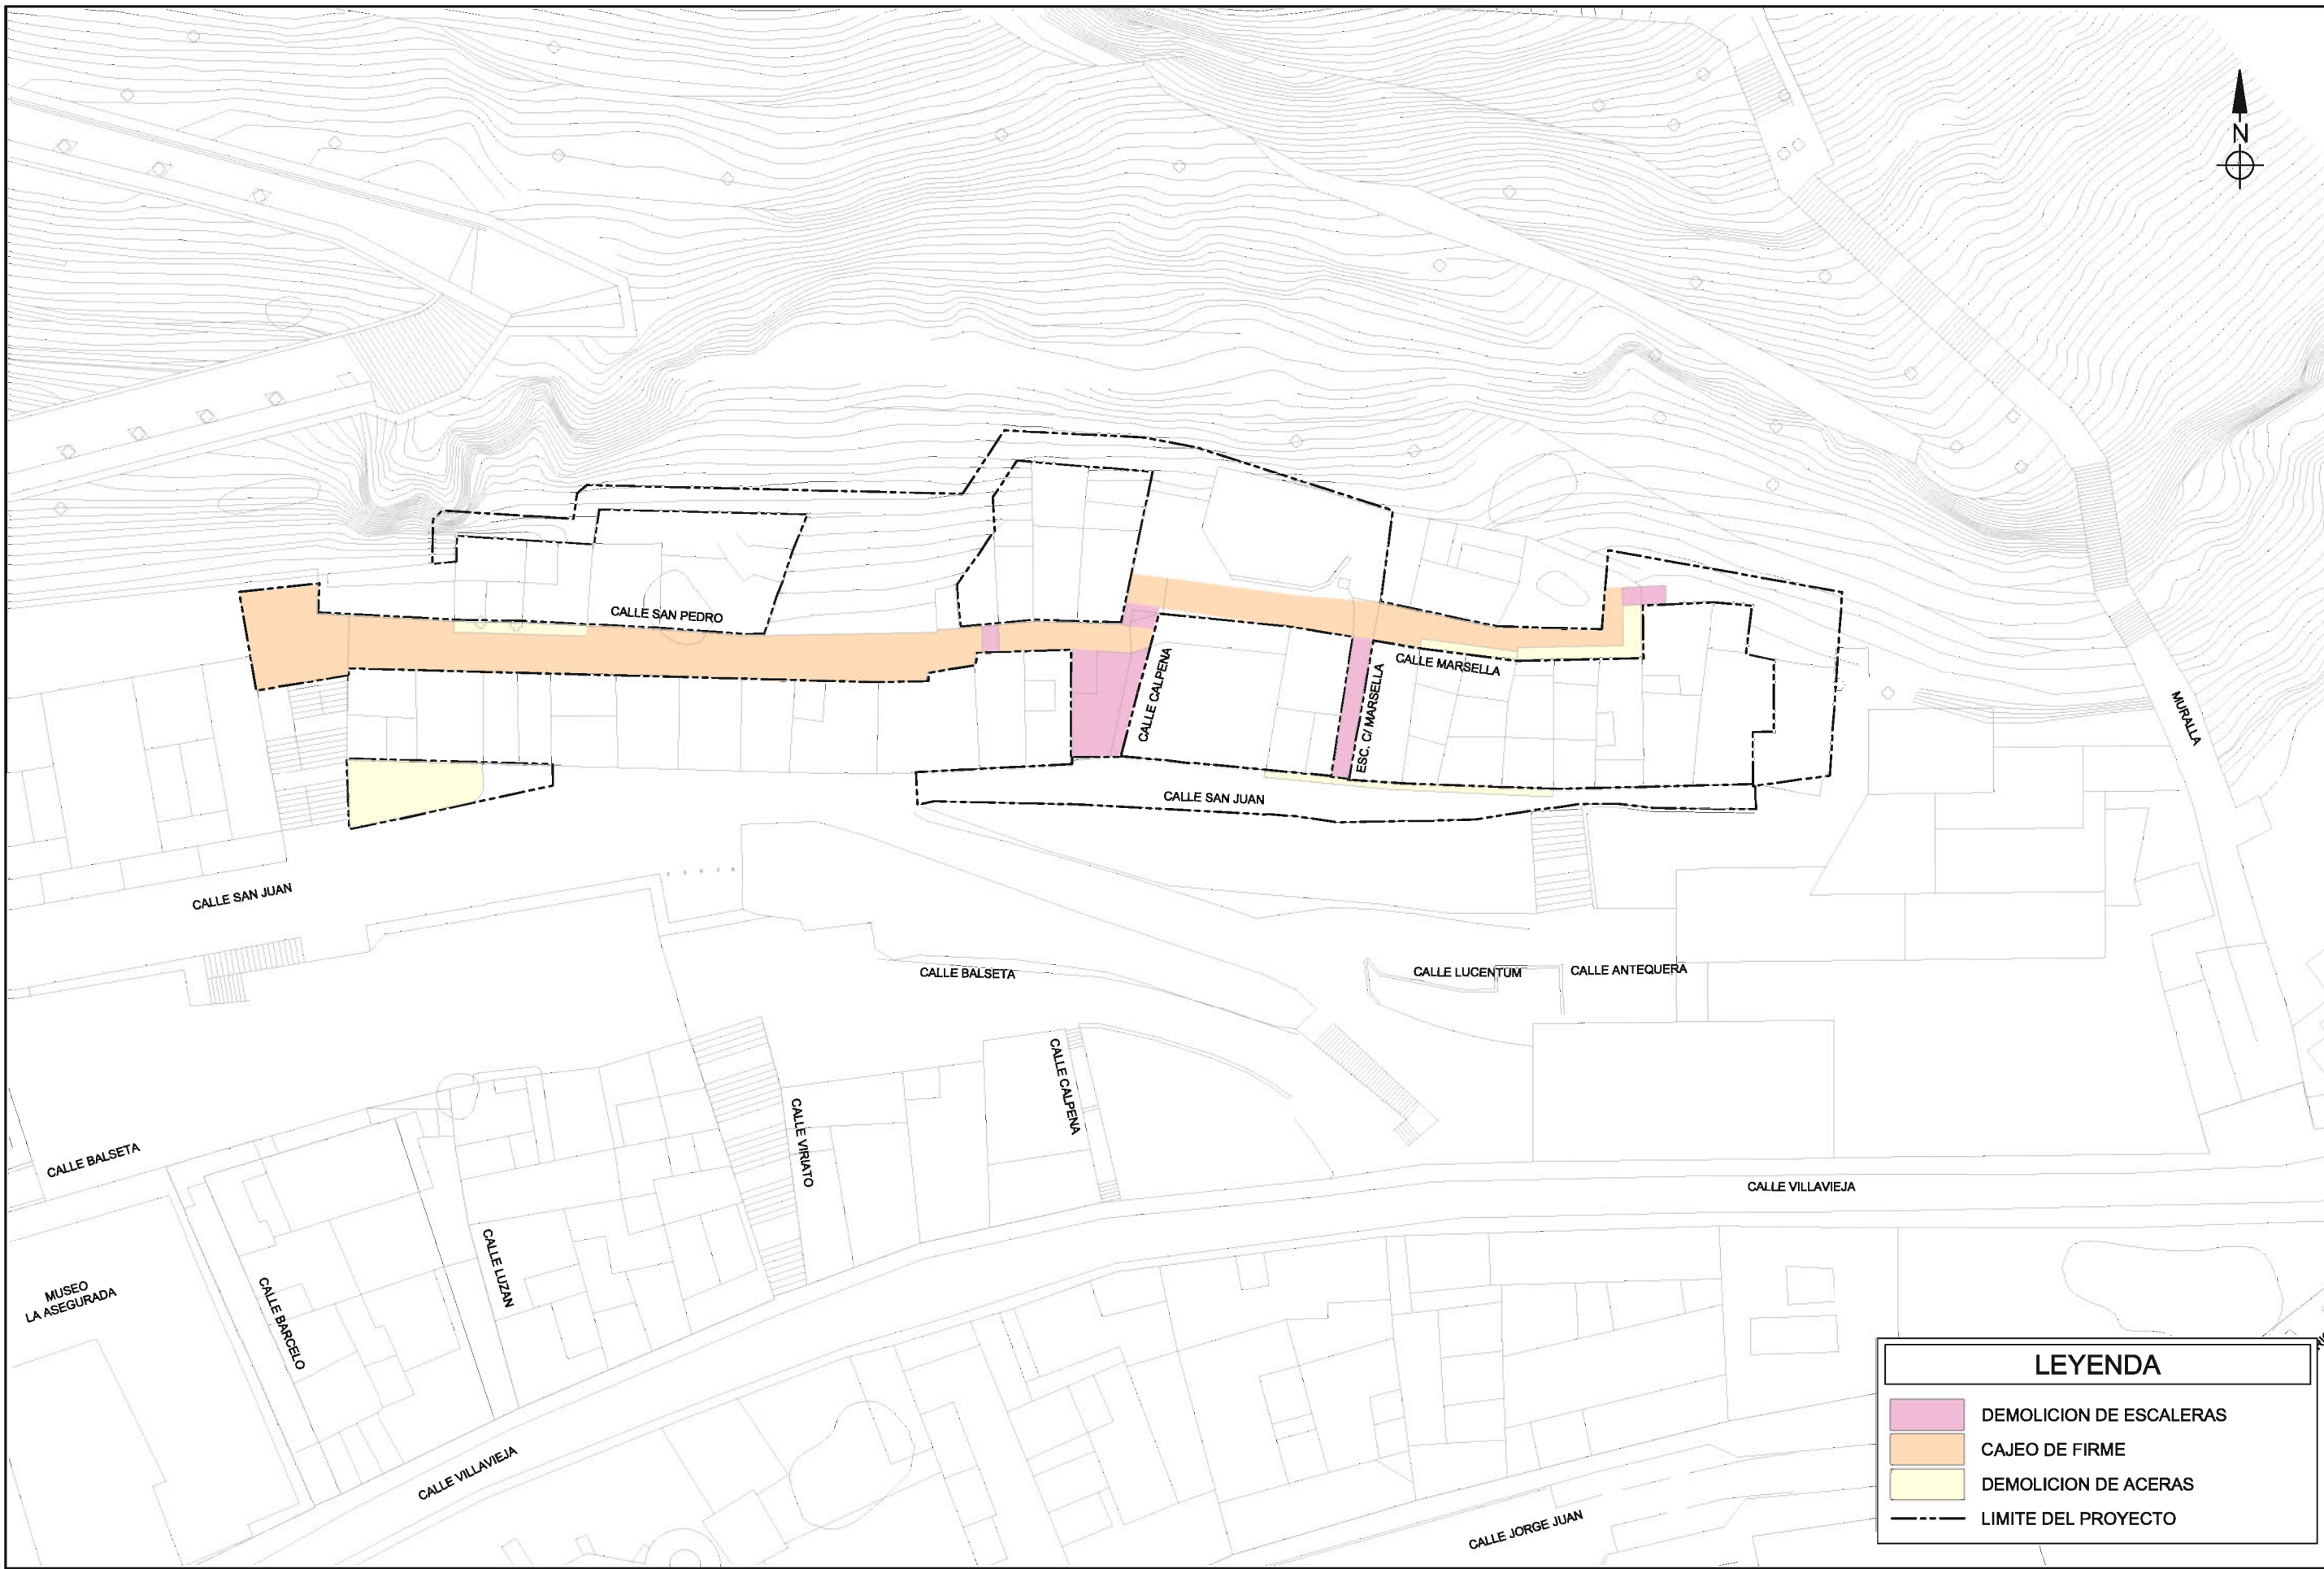 N
CALLE SAN PEDRO
CALLE CALPENA
CALLE MARSELLA
ESC. C/ MARSELLA
MURALLA
CALLE SAN JUAN
CALLE SAN JUAN
CALLE BALSETA
CALLE LUCENTUM
CALLE ANTEQUERA
CALLE CALPENA
CALLE VIRIATO
CALLE BALSETA
CALLE VILLAVIEJA
CALLE LUZAN
MUSEO
LA ASEGURADA
CALLE BARCELO
CALLE VILLAVIEJA
CALLE JORGE JUAN
LEYENDA
DEMOLICION DE ESCALERAS
CAJEO DE FIRME
DEMOLICION DE ACERAS
LIMITE DEL PROYECTO